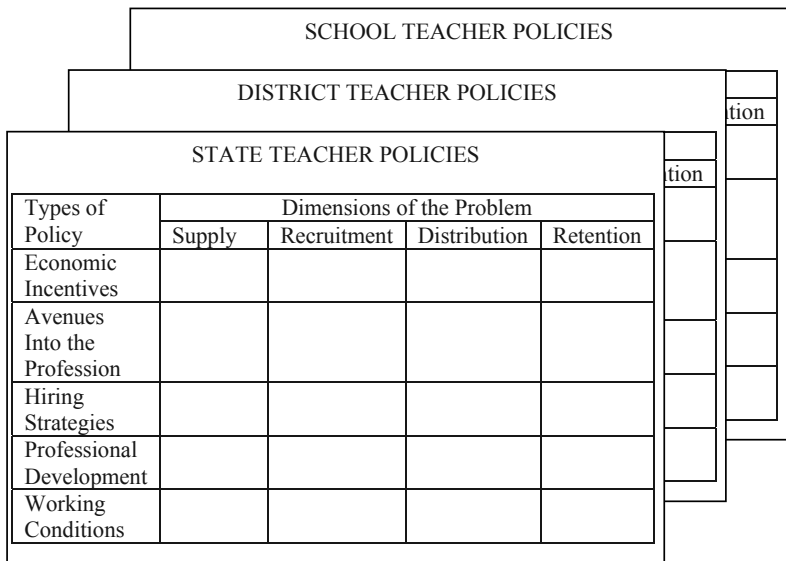 SCHOOL TEACHER POLICIES
DISTRICT TEACHER POLICIES
STATE TEACHER POLICIES
Types of
Policy
Dimensions of the Problem
Supply Recruitment Distribution Retention
Economic
Incentives
Avenues
Into the
Profession
Hiring
Strategies
Professional
Development
Working
Conditions